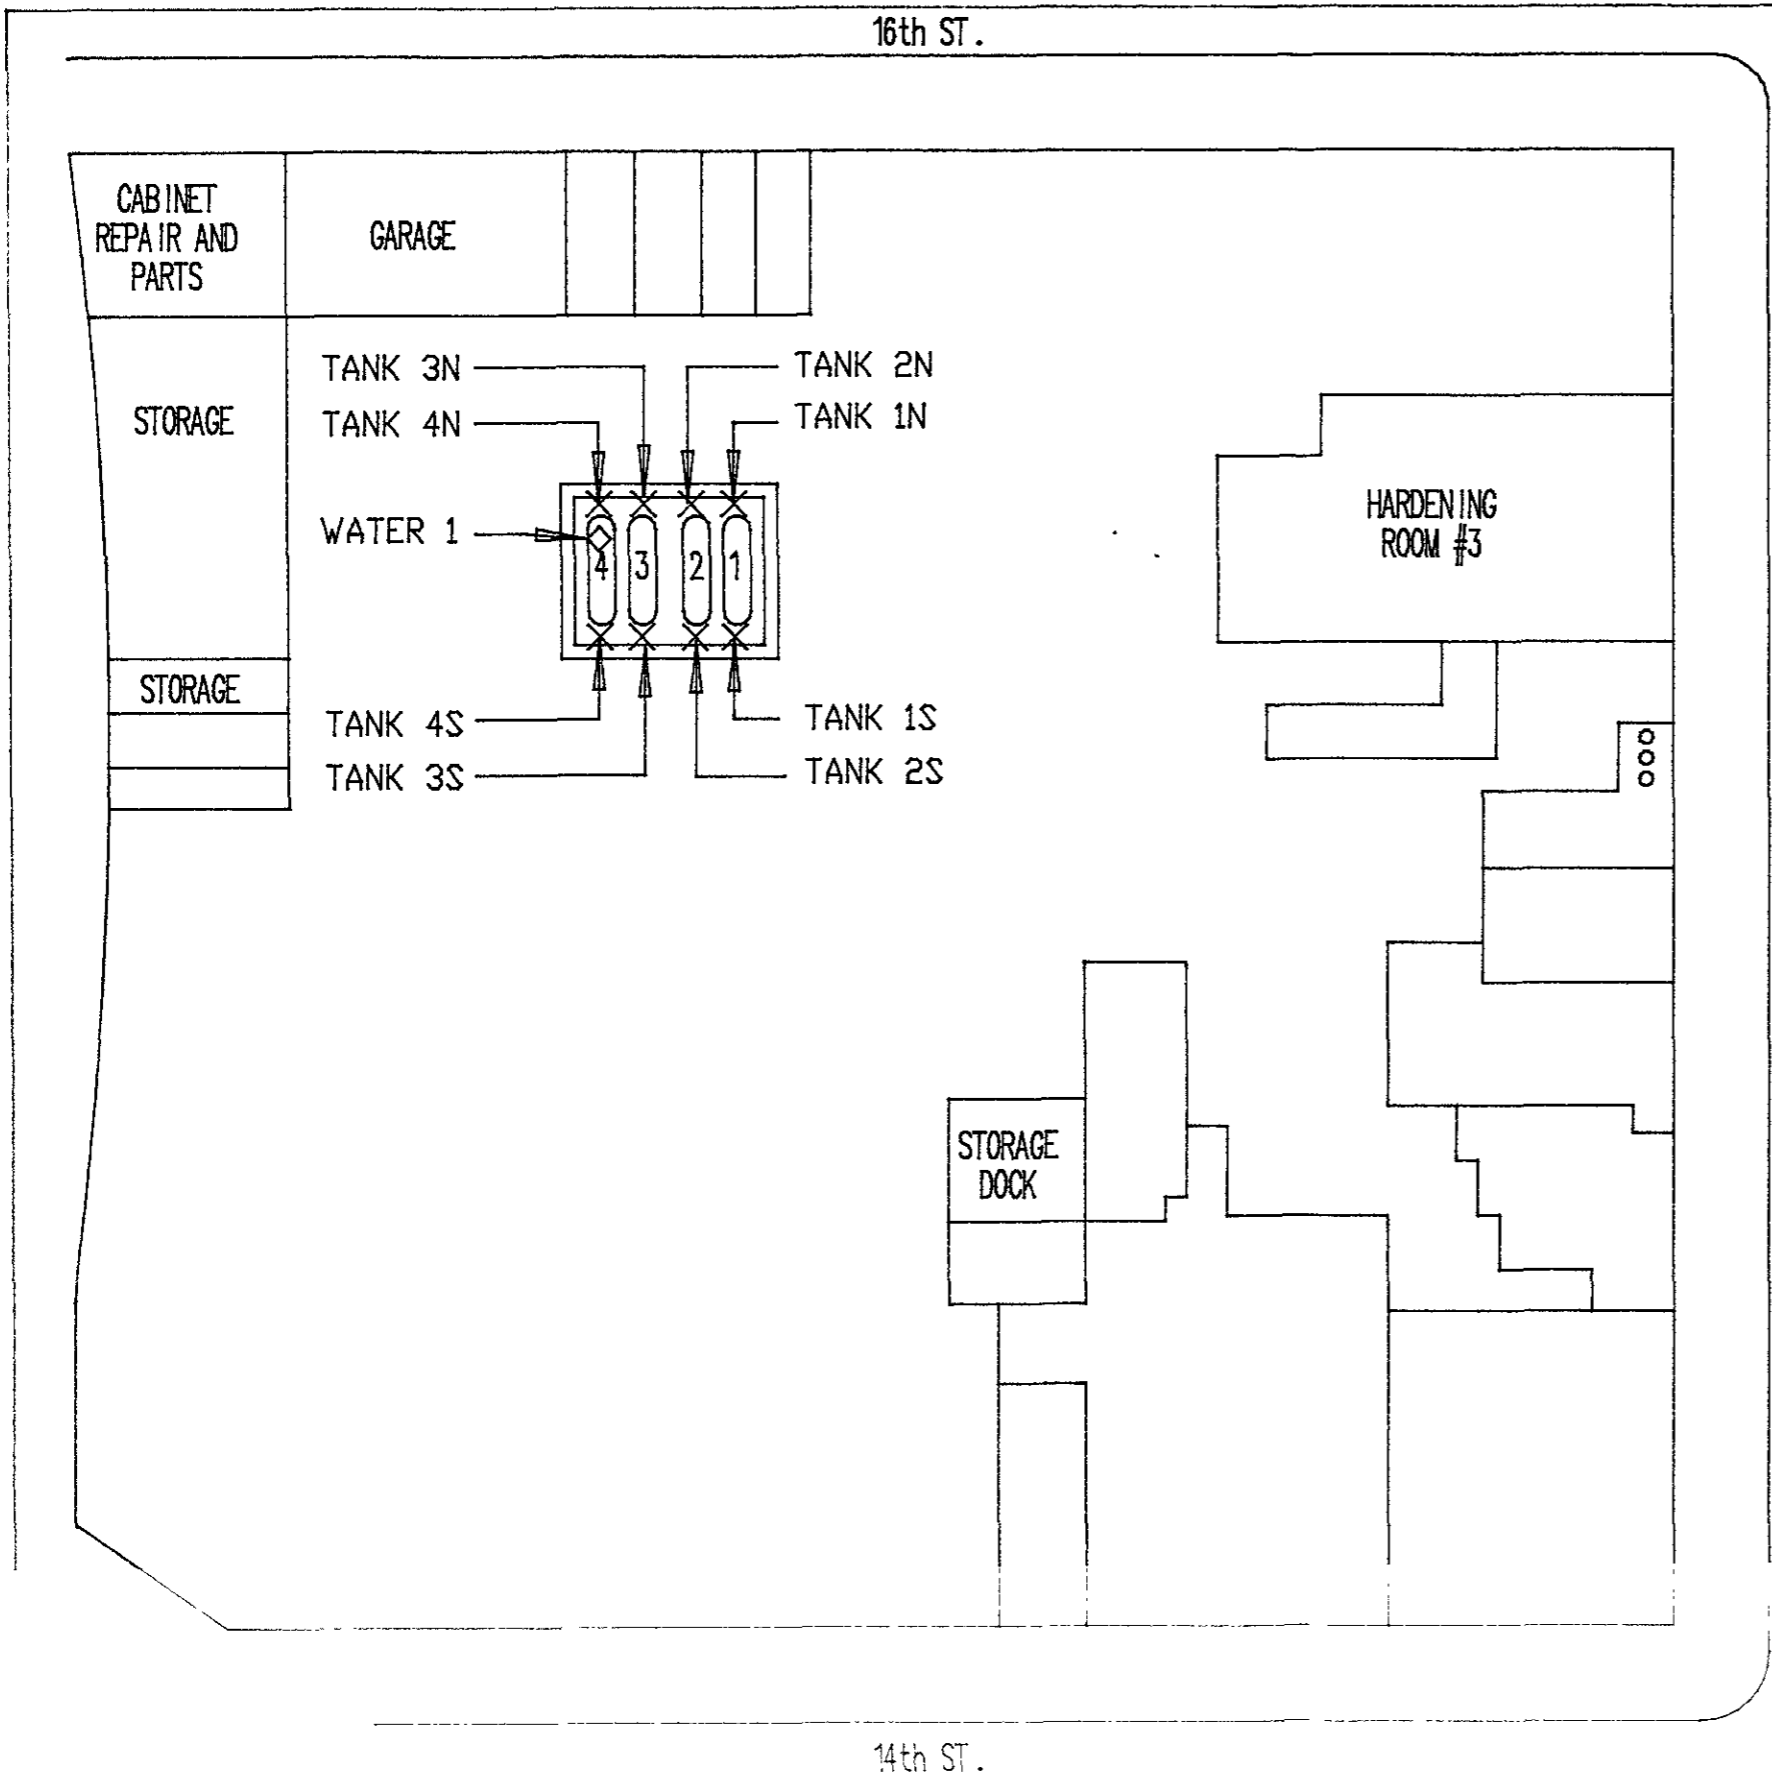 16th ST.
CABINET
REPAIR AND
PARTS
GARAGE
TANK 3N
TANK 2N
TANK 4N
TANK 1N
STORAGE
WATER 1
4
3
2
1
HARDENING
ROOM #3
STORAGE
TANK 4S
TANK 1S
TANK 3S
TANK 2S
STORAGE
DOCK
14th ST.